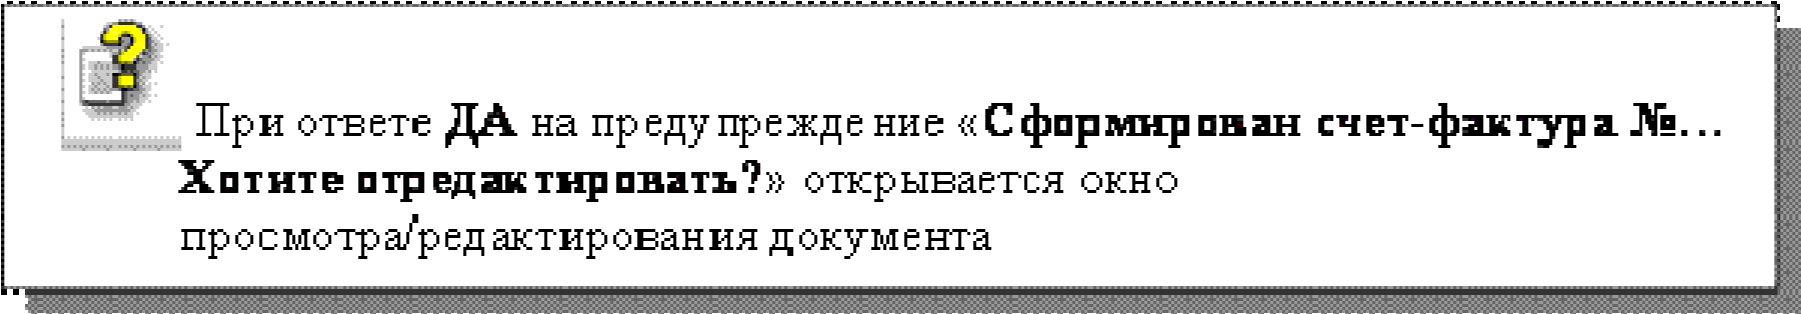 При ответе ДА на предупреждение «Сформирован счет-фактура №…
Хотите отредактировать?» открывается окно
просмотра/редактирования документа